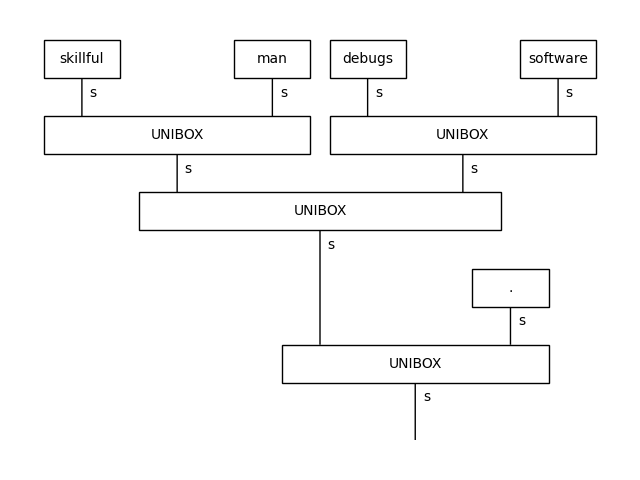 skillful man debugs software
s s s s
UNIBOX UNIBOX
s s
UNIBOX
s
.
s
UNIBOX
s